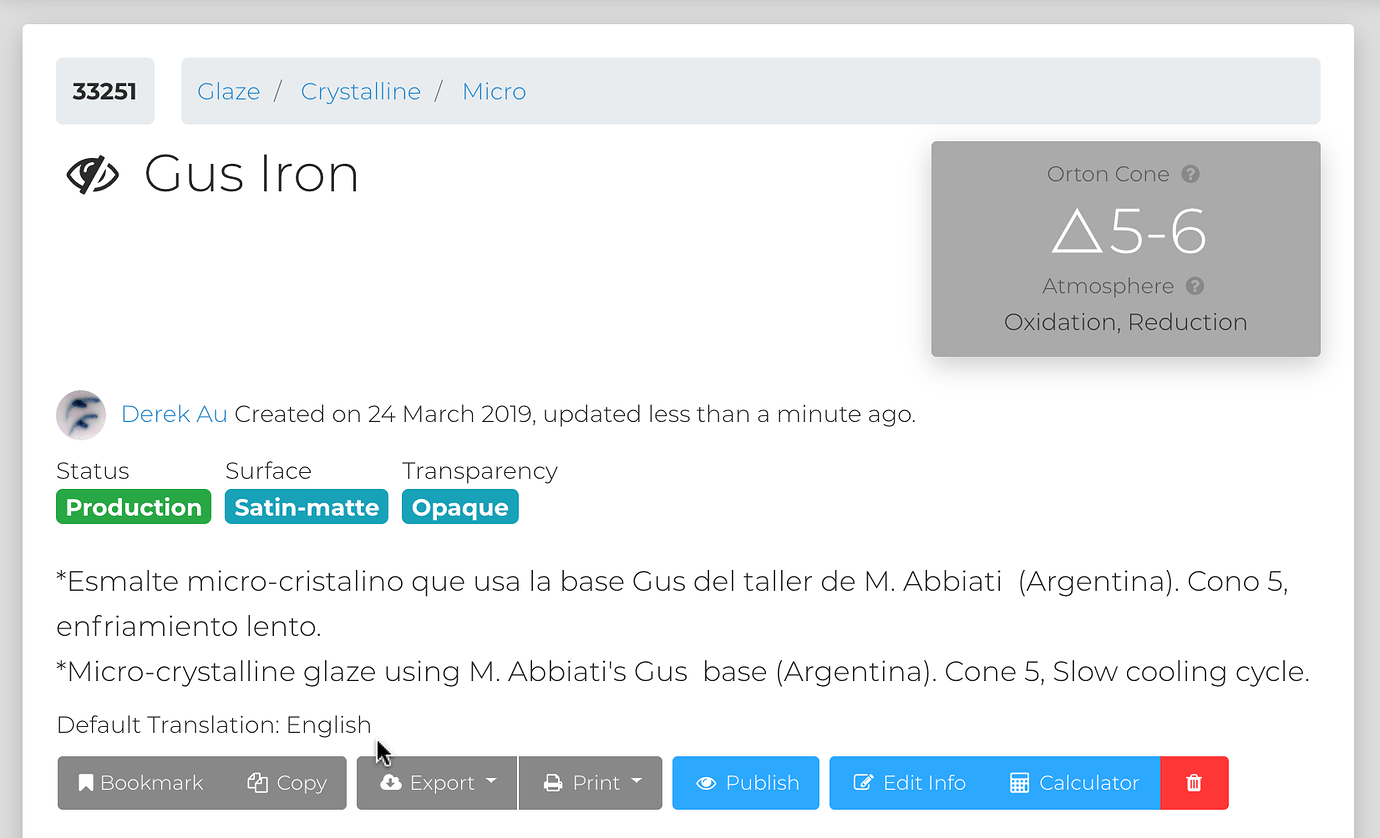 33251 Glaze / Crystalline / Micro
Gus Iron
Orton Cone ?
△5-6
Atmosphere ?
Oxidation, Reduction
Derek Au Created on 24 March 2019, updated less than a minute ago.
Status Surface Transparency
Production Satin-matte Opaque
*Esmalte micro-cristalino que usa la base Gus del taller de M. Abbiati  (Argentina). Cono 5,
enfriamiento lento.
*Micro-crystalline glaze using M. Abbiati's Gus  base (Argentina). Cone 5, Slow cooling cycle.
Default Translation: English
Bookmark Copy Export Print Publish Edit Info Calculator